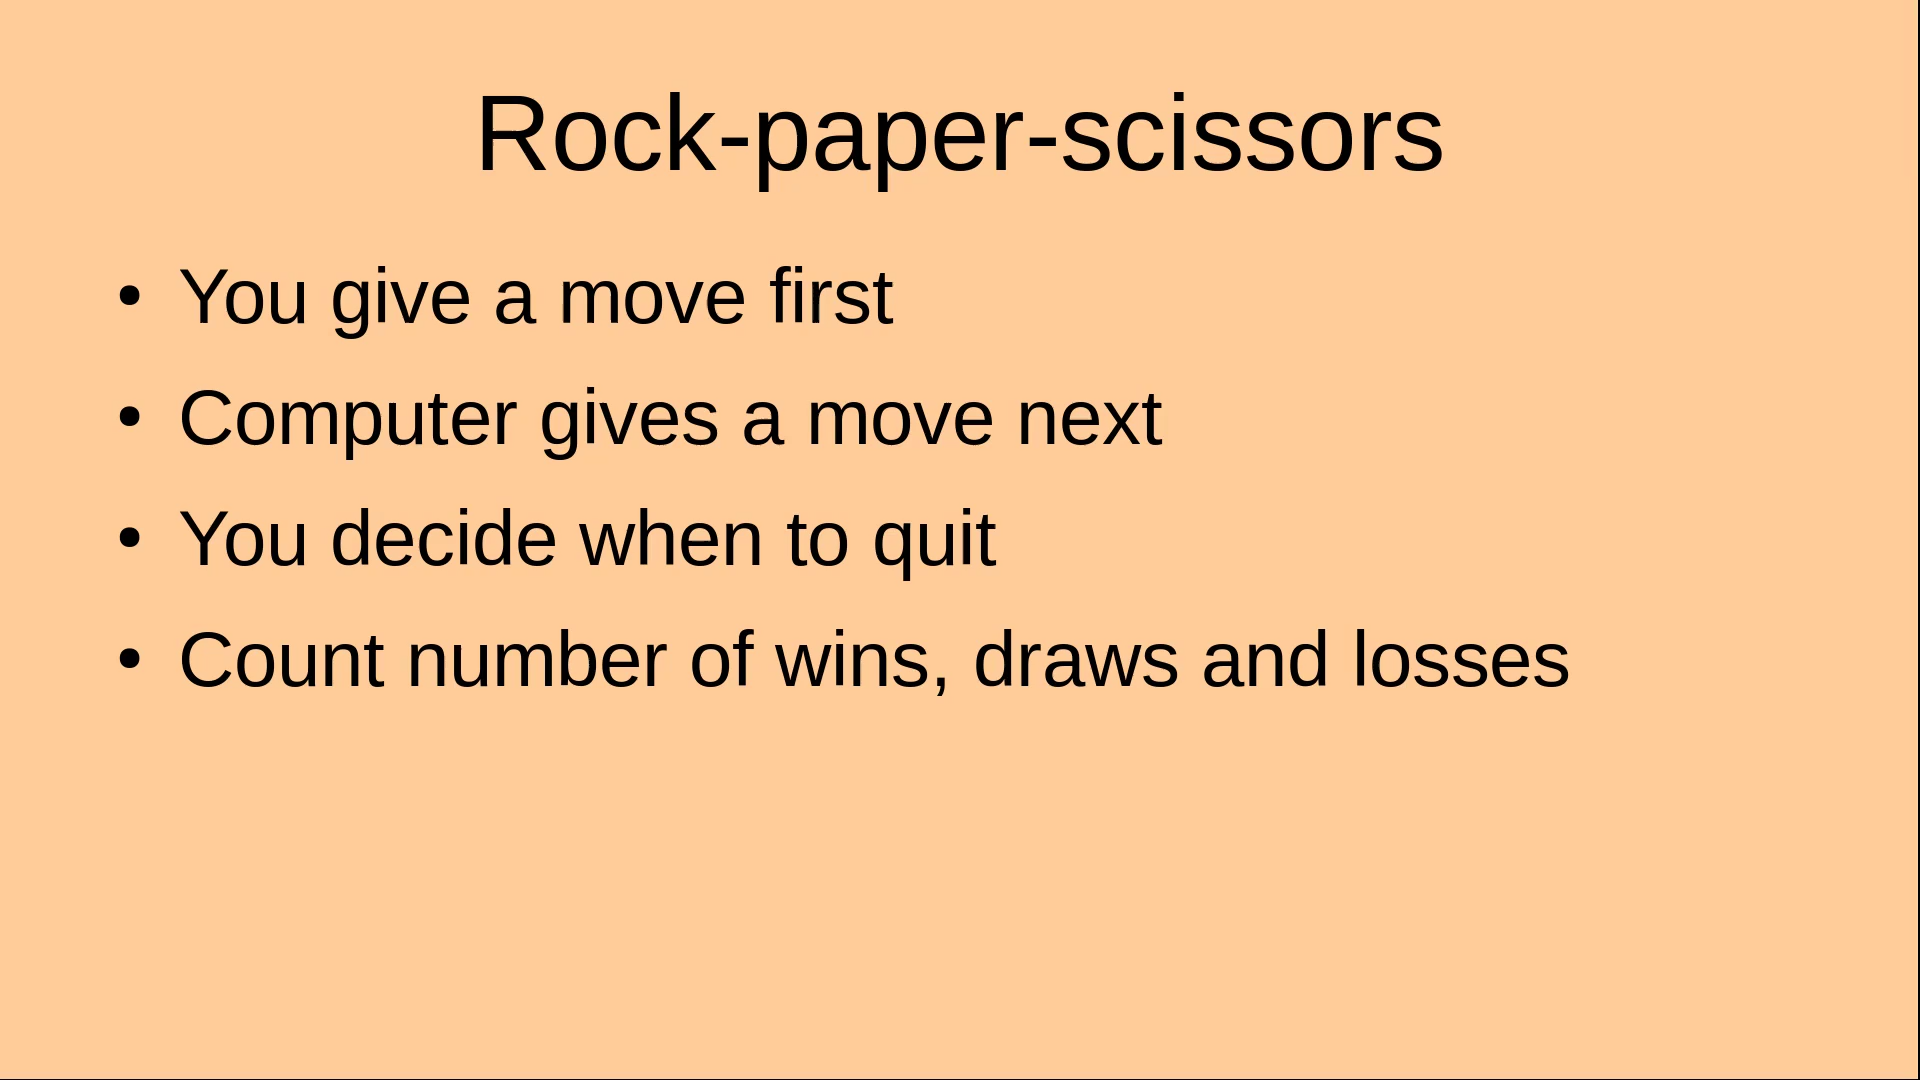 Rock-paper-scissors
• You give a move first
• Computer gives a move next
• You decide when to quit
• Count number of wins, draws and losses